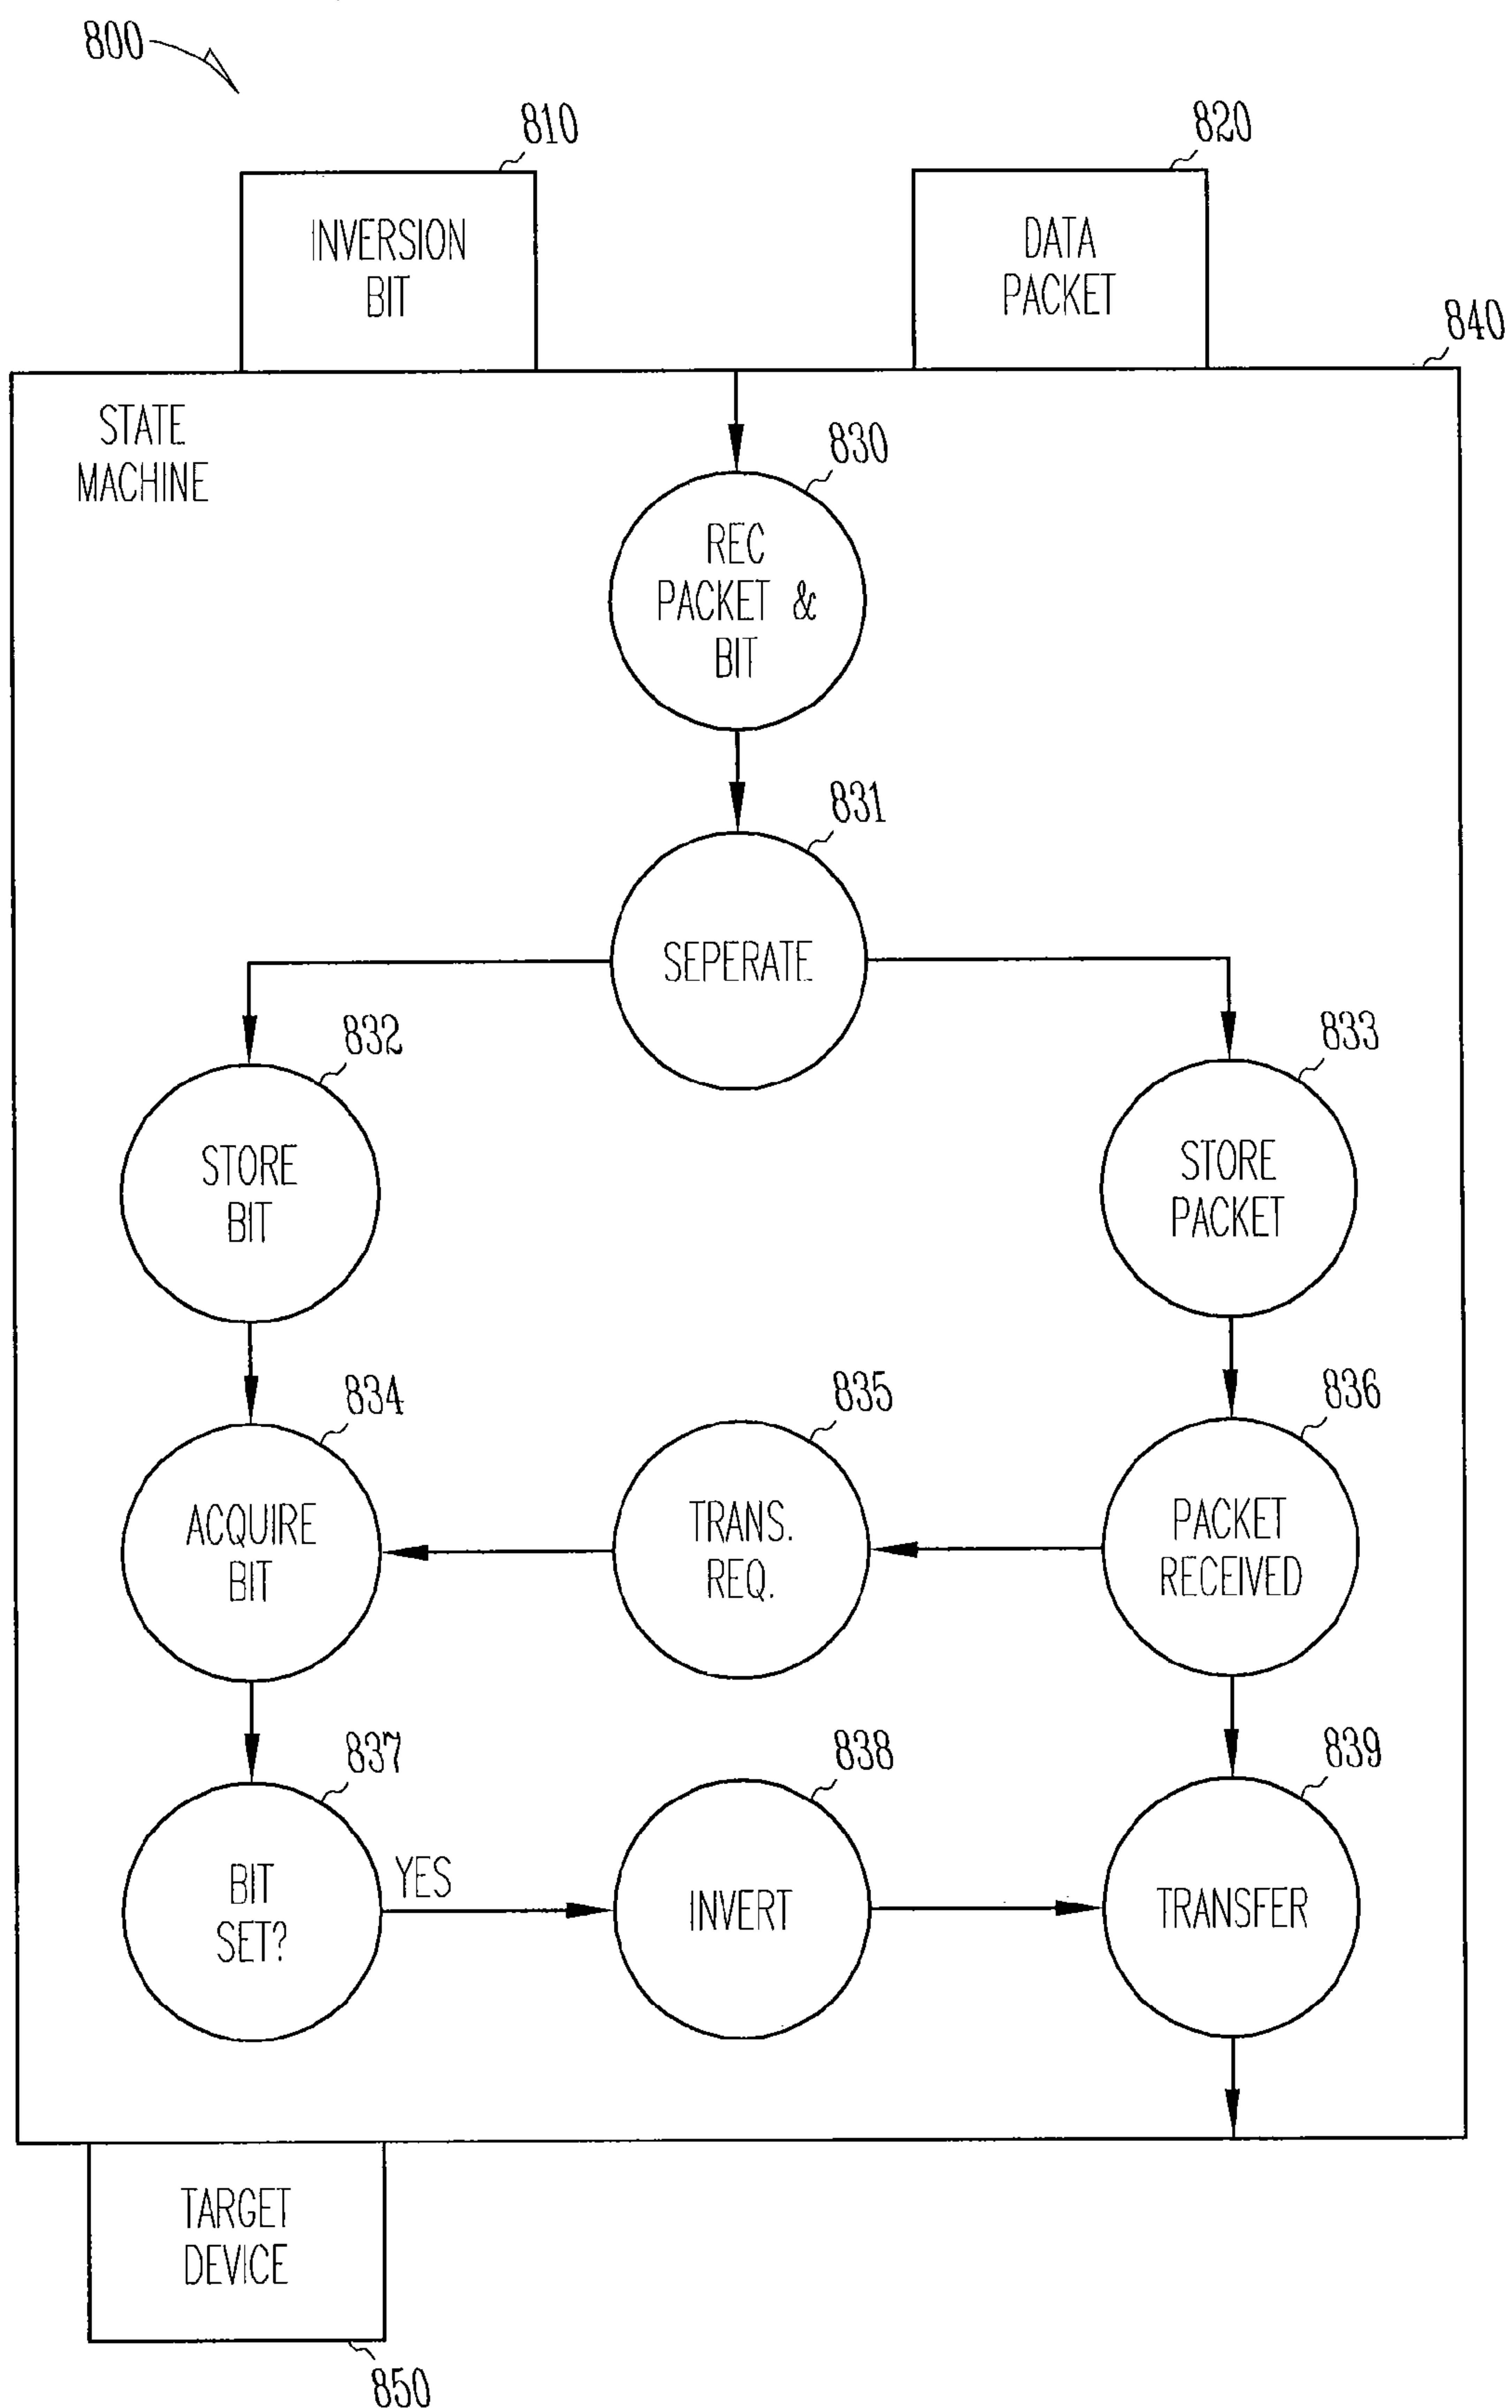 800
810
820
INVERSION
BIT
DATA
PACKET
840
STATE
MACHINE
830
REC
PACKET &
BIT
831
SEPERATE
832
833
STORE
BIT
STORE
PACKET
834
835
836
ACQUIRE
BIT
TRANS.
REQ.
PACKET
RECEIVED
837
838
839
BIT
SET?
YES
INVERT
TRANSFER
TARGET
DEVICE
850